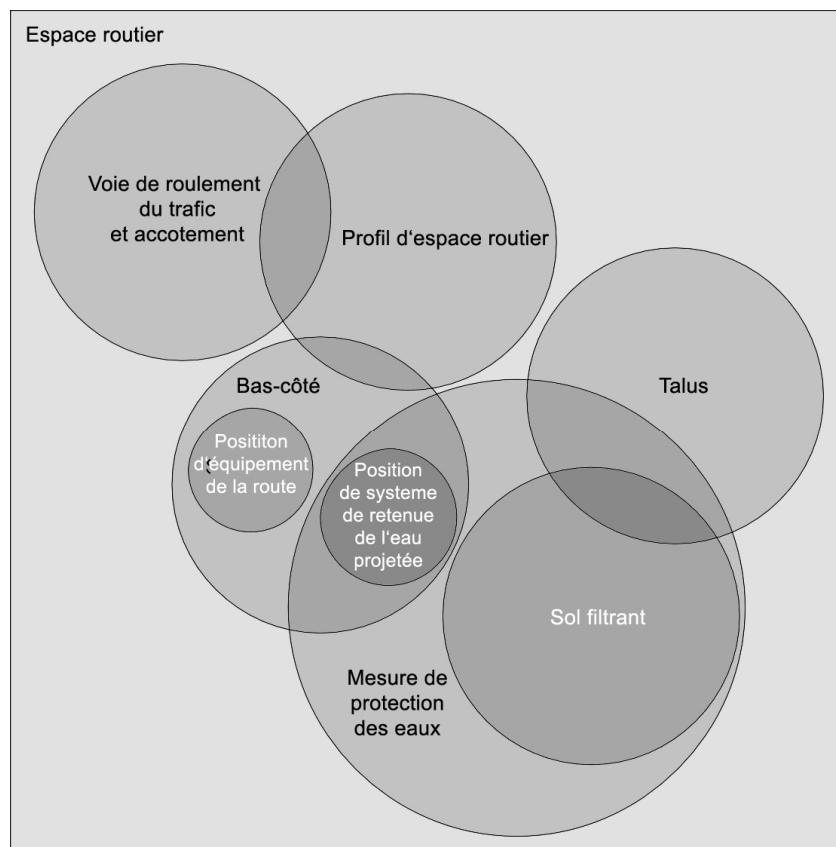 Espace routier
Voie de roulement
du trafic
et accotement
Profil d‘espace routier
Bas-côté
Talus
Posititon
d‘équipement
de la route
Position
de systeme
de retenue
de l‘eau
projetée
Sol filtrant
Mesure de
protection
des eaux